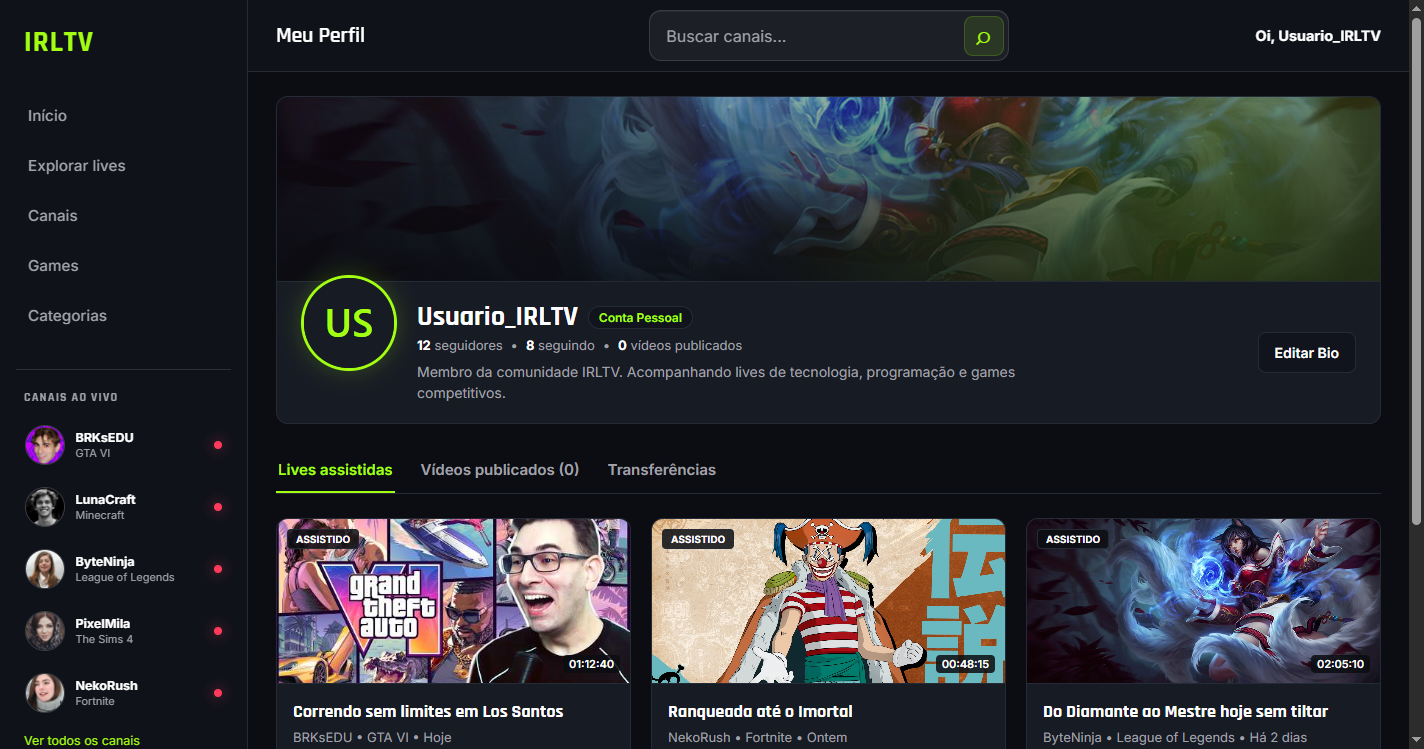 IRLTV
Meu Perfil
Buscar canais...
Oi, Usuario_IRLTV
Início
Explorar lives
Canais
Games
Categorias
CANAIS AO VIVO
BRKsEDU
GTA VI
LunaCraft
Minecraft
ByteNinja
League of Legends
PixelMila
The Sims 4
NekoRush
Fortnite
Ver todos os canais
US
Usuario_IRLTV
Conta Pessoal
12 seguidores • 8 seguindo • 0 vídeos publicados
Membro da comunidade IRLTV. Acompanhando lives de tecnologia, programação e games
competitivos.
Editar Bio
Lives assistidas
Vídeos publicados (0)
Transferências
ASSISTIDO
grand
theft
auto
01:12:40
Correndo sem limites em Los Santos
BRKsEDU • GTA VI • Hoje
ASSISTIDO
伝
説
00:48:15
Ranqueada até o Imortal
NekoRush • Fortnite • Ontem
ASSISTIDO
02:05:10
Do Diamante ao Mestre hoje sem tiltar
ByteNinja • League of Legends • Há 2 dias